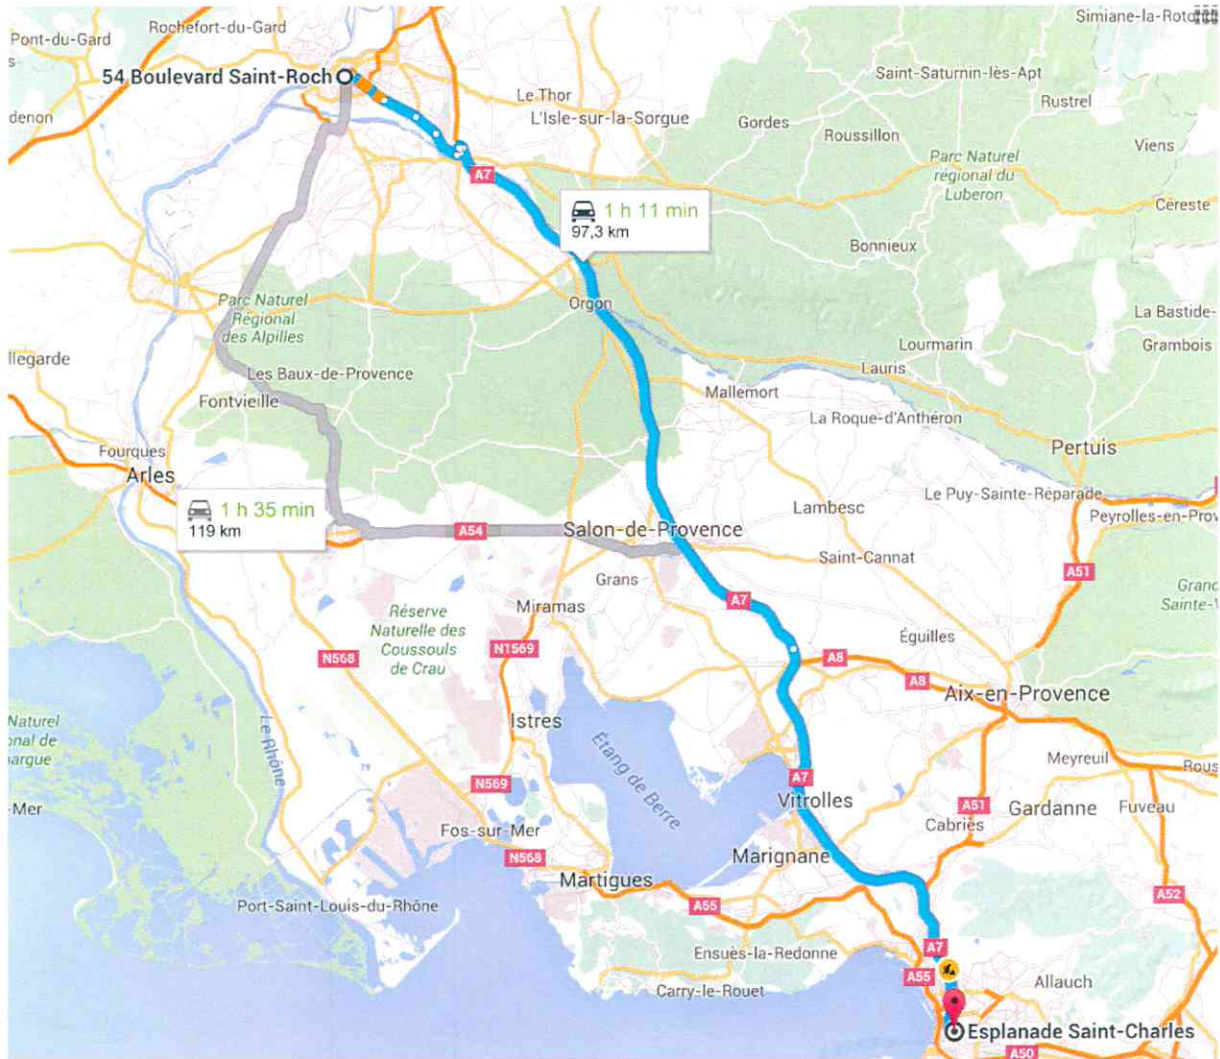 Simiane-la-Roto
Rochefort-du-Gard
Pont-du-Gard
s
54 Boulevard Saint-Roch
Saint-Saturnin-lès-Apt
Le Thor
Rustrel
denon
L'Isle-sur-la-Sorgue
Gordes
Roussillon
Viens
Parc Naturel
régional du
Luberon
A7
1 h 11 min
97,3 km
Céreste
Bonnieux
Parc Naturel
Régional
des Alpilles
Orgon
La Bastide-
Grambois
Lourmarin
llegarde
Les Baux-de-Provence
Lauris
Fontvieille
Mallemort
La Roque-d'Anthéron
Fourques
Pertuis
Arles
1 h 35 min
119 km
Le Puy-Sainte-Réparade
Lambesc
Peyrolles-en-Prov
A54
Salon-de-Provence
Saint-Cannat
A51
Grans
Grand
Sainte-V
A7
Miramas
Réserve
Naturelle des
Coussouls
de Crau
Éguilles
N1569
N568
A8
A8
Aix-en-Provence
Le Rhône
Istres
Naturel
onal de
argue
Étang de Berre
Meyreuil
Rous
N569
A7
Vitrolles
A51
Gardanne
Fuveau
-Mer
Cabriès
Fos-sur-Mer
N568
Marignane
Martigues
A52
Port-Saint-Louis-du-Rhône
A55
Ensuès-la-Redonne
A7
A55
Allauch
Carry-le-Rouet
Esplanade Saint-Charles
A50